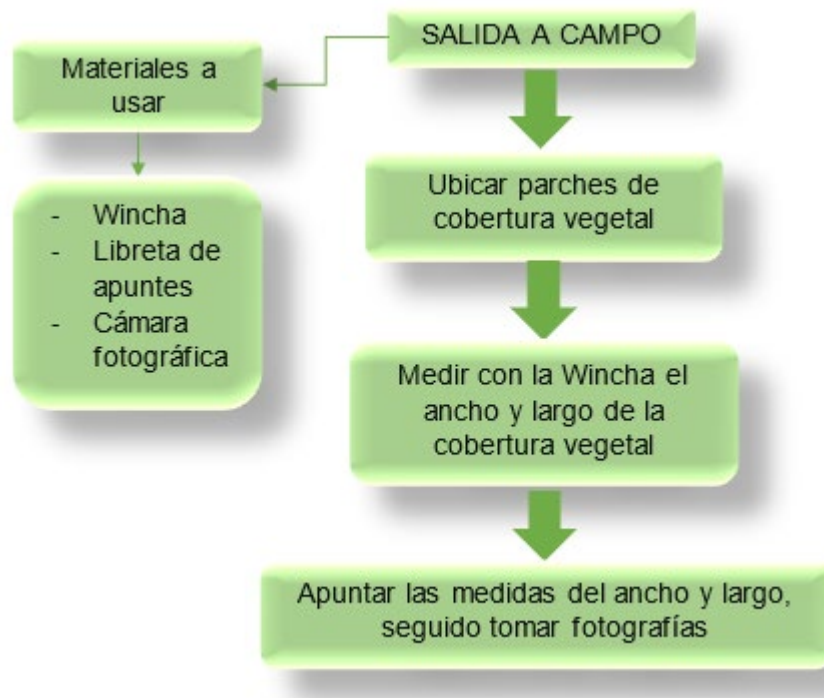 SALIDA A CAMPO
Materiales a
usar
- Wincha
- Libreta de
apuntes
- Cámara
fotográfica
Ubicar parches de
cobertura vegetal
Medir con la Wincha el
ancho y largo de la
cobertura vegetal
Apuntar las medidas del ancho y largo,
seguido tomar fotografías